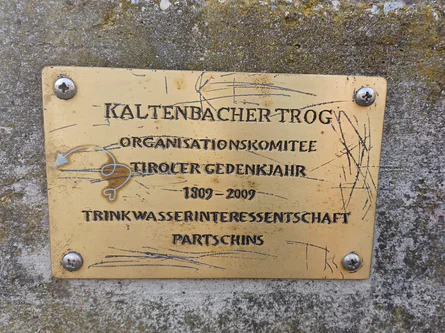 KALTENBACHER TROG
ORGANISATIONSKOMITEE
TIROLER GEDENKJAHR
1809 – 2009
TRINKWASSERINTERESSENTSCHAFT
PARTSCHINS